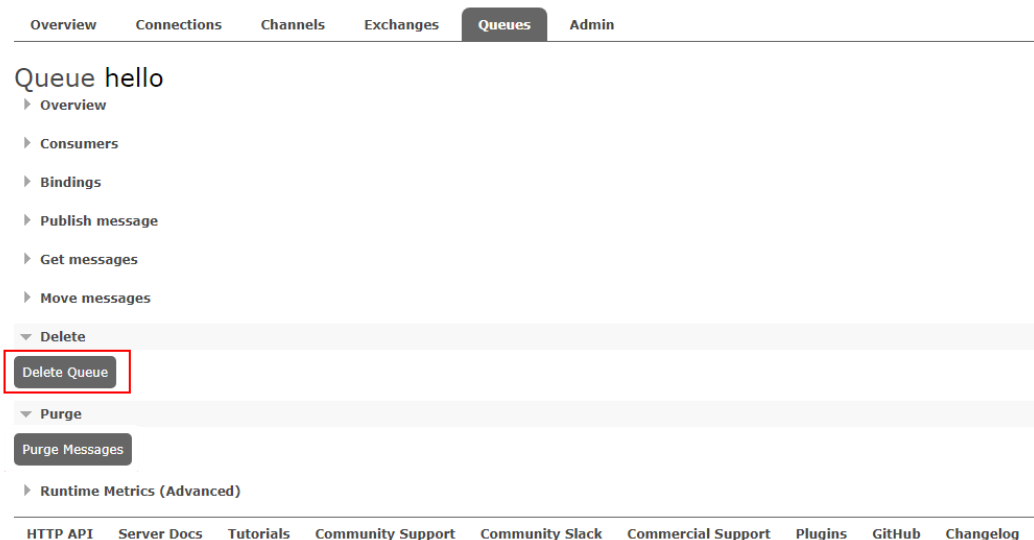 Overview Connections Channels Exchanges Queues Admin
Queue hello
Overview
Consumers
Bindings
Publish message
Get messages
Move messages
Delete
Delete Queue
Purge
Purge Messages
Runtime Metrics (Advanced)
HTTP API Server Docs Tutorials Community Support Community Slack Commercial Support Plugins GitHub Changelog